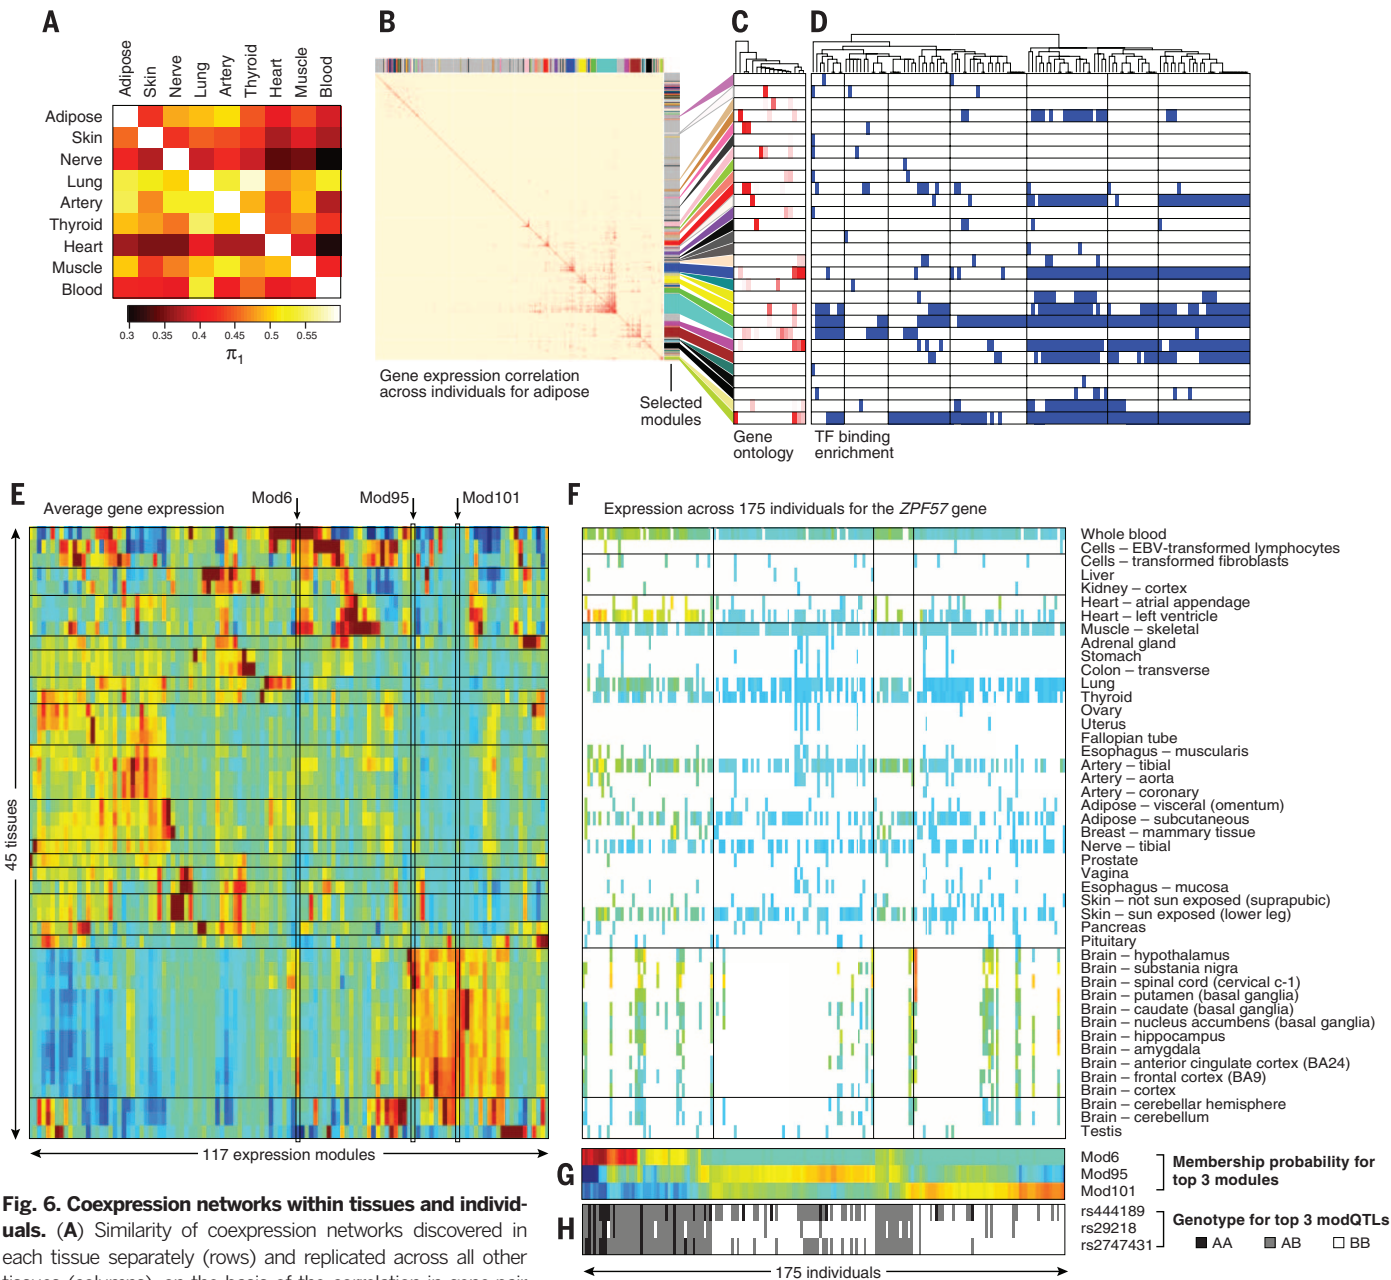 A
Adipose
Skin
Nerve
Lung
Artery
Thyroid
Heart
Muscle
Blood
Adipose
Skin
Nerve
Lung
Artery
Thyroid
Heart
Muscle
Blood
0.3 0.35 0.4 0.45 0.5 0.55
π1
B
Gene expression correlation
across individuals for adipose
Selected
modules
C
Gene
ontology
D
TF binding
enrichment
E
Average gene expression
Mod6
Mod95
Mod101
45 tissues
117 expression modules
F
Expression across 175 individuals for the ZPF57 gene
Whole blood
Cells – EBV-transformed lymphocytes
Cells – transformed fibroblasts
Liver
Kidney – cortex
Heart – atrial appendage
Heart – left ventricle
Muscle – skeletal
Adrenal gland
Stomach
Colon – transverse
Lung
Thyroid
Ovary
Uterus
Fallopian tube
Esophagus – muscularis
Artery – tibial
Artery – aorta
Artery – coronary
Adipose – visceral (omentum)
Adipose – subcutaneous
Breast – mammary tissue
Nerve – tibial
Prostate
Vagina
Esophagus – mucosa
Skin – not sun exposed (suprapubic)
Skin – sun exposed (lower leg)
Pancreas
Pituitary
Brain – hypothalamus
Brain – substania nigra
Brain – spinal cord (cervical c-1)
Brain – putamen (basal ganglia)
Brain – caudate (basal ganglia)
Brain – nucleus accumbens (basal ganglia)
Brain – hippocampus
Brain – amygdala
Brain – anterior cingulate cortex (BA24)
Brain – frontal cortex (BA9)
Brain – cortex
Brain – cerebellar hemisphere
Brain – cerebellum
Testis
G
Mod6
Mod95
Mod101
Membership probability for
top 3 modules
H
rs444189
rs29218
rs2747431
Genotype for top 3 modQTLs
AA AB BB
175 individuals
Fig. 6. Coexpression networks within tissues and individ-
uals. (A) Similarity of coexpression networks discovered in
each tissue separately (rows) and replicated across all other
tissues (columns), on the basis of the correlation in gene pair